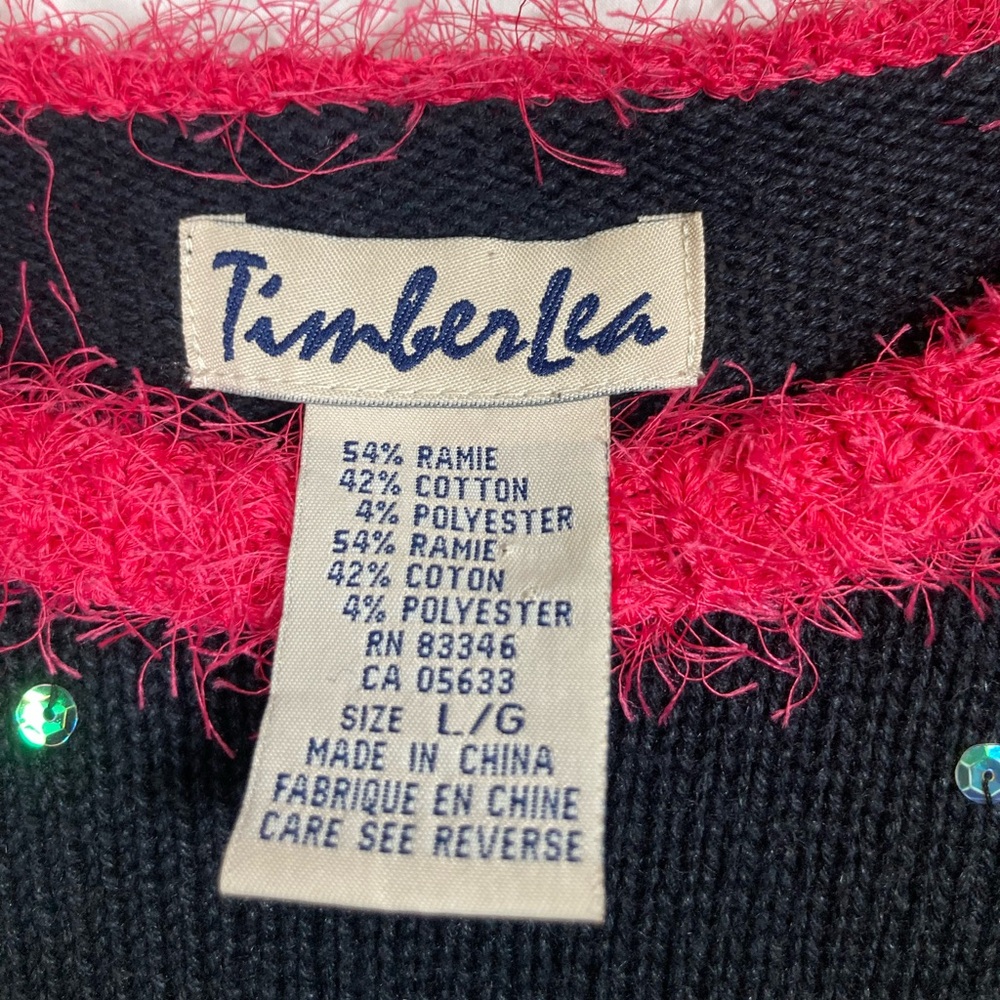 TimberLea
54% RAMIE
42% COTTON
4% POLYESTER
54% RAMIE
42% COTON
4% POLYESTER
RN 83346
CA 05633
SIZE L/G
MADE IN CHINA
FABRIQUE EN CHINE
CARE SEE REVERSE